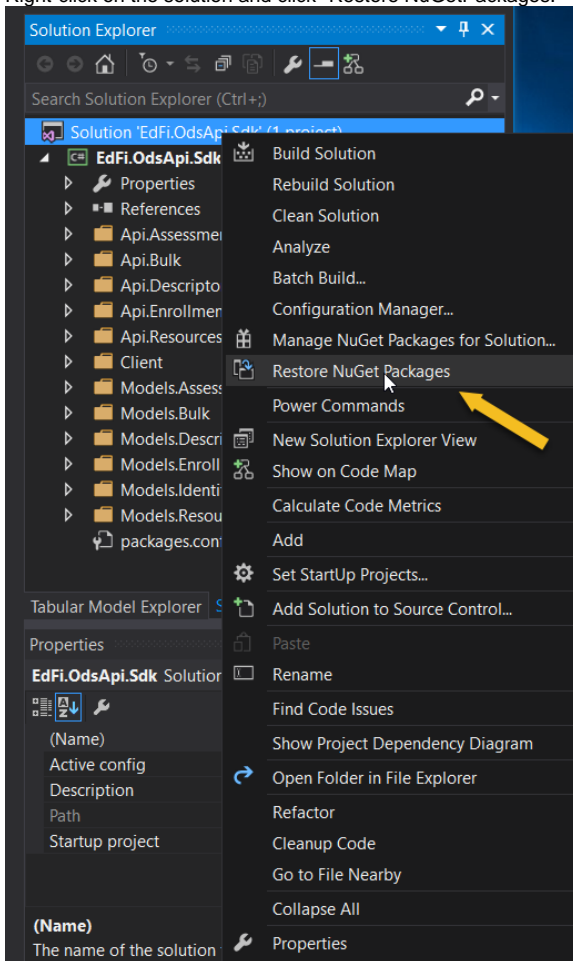 Right-click on the solution and click "Restore NuGetPackages."
Solution Explorer
Search Solution Explorer (Ctrl+;)
Solution 'EdFi.OdsApi.Sdk' (1 project)
EdFi.OdsApi.Sdk
Properties
References
Api.Assessme
Api.Bulk
Api.Descripto
Api.Enrollmen
Api.Resources
Client
Models.Assess
Models.Bulk
Models.Descri
Models.Enroll
Models.Identi
Models.Resou
packages.conf
Build Solution
Rebuild Solution
Clean Solution
Analyze
Batch Build...
Configuration Manager...
Manage NuGet Packages for Solution...
Restore NuGet Packages
Power Commands
New Solution Explorer View
Show on Code Map
Calculate Code Metrics
Add
Set StartUp Projects...
Add Solution to Source Control...
Paste
Rename
Find Code Issues
Show Project Dependency Diagram
Open Folder in File Explorer
Refactor
Cleanup Code
Go to File Nearby
Collapse All
Properties
Tabular Model Explorer S
Properties
EdFi.OdsApi.Sdk Solution
(Name)
Active config
Description
Path
Startup project
(Name)
The name of the solution